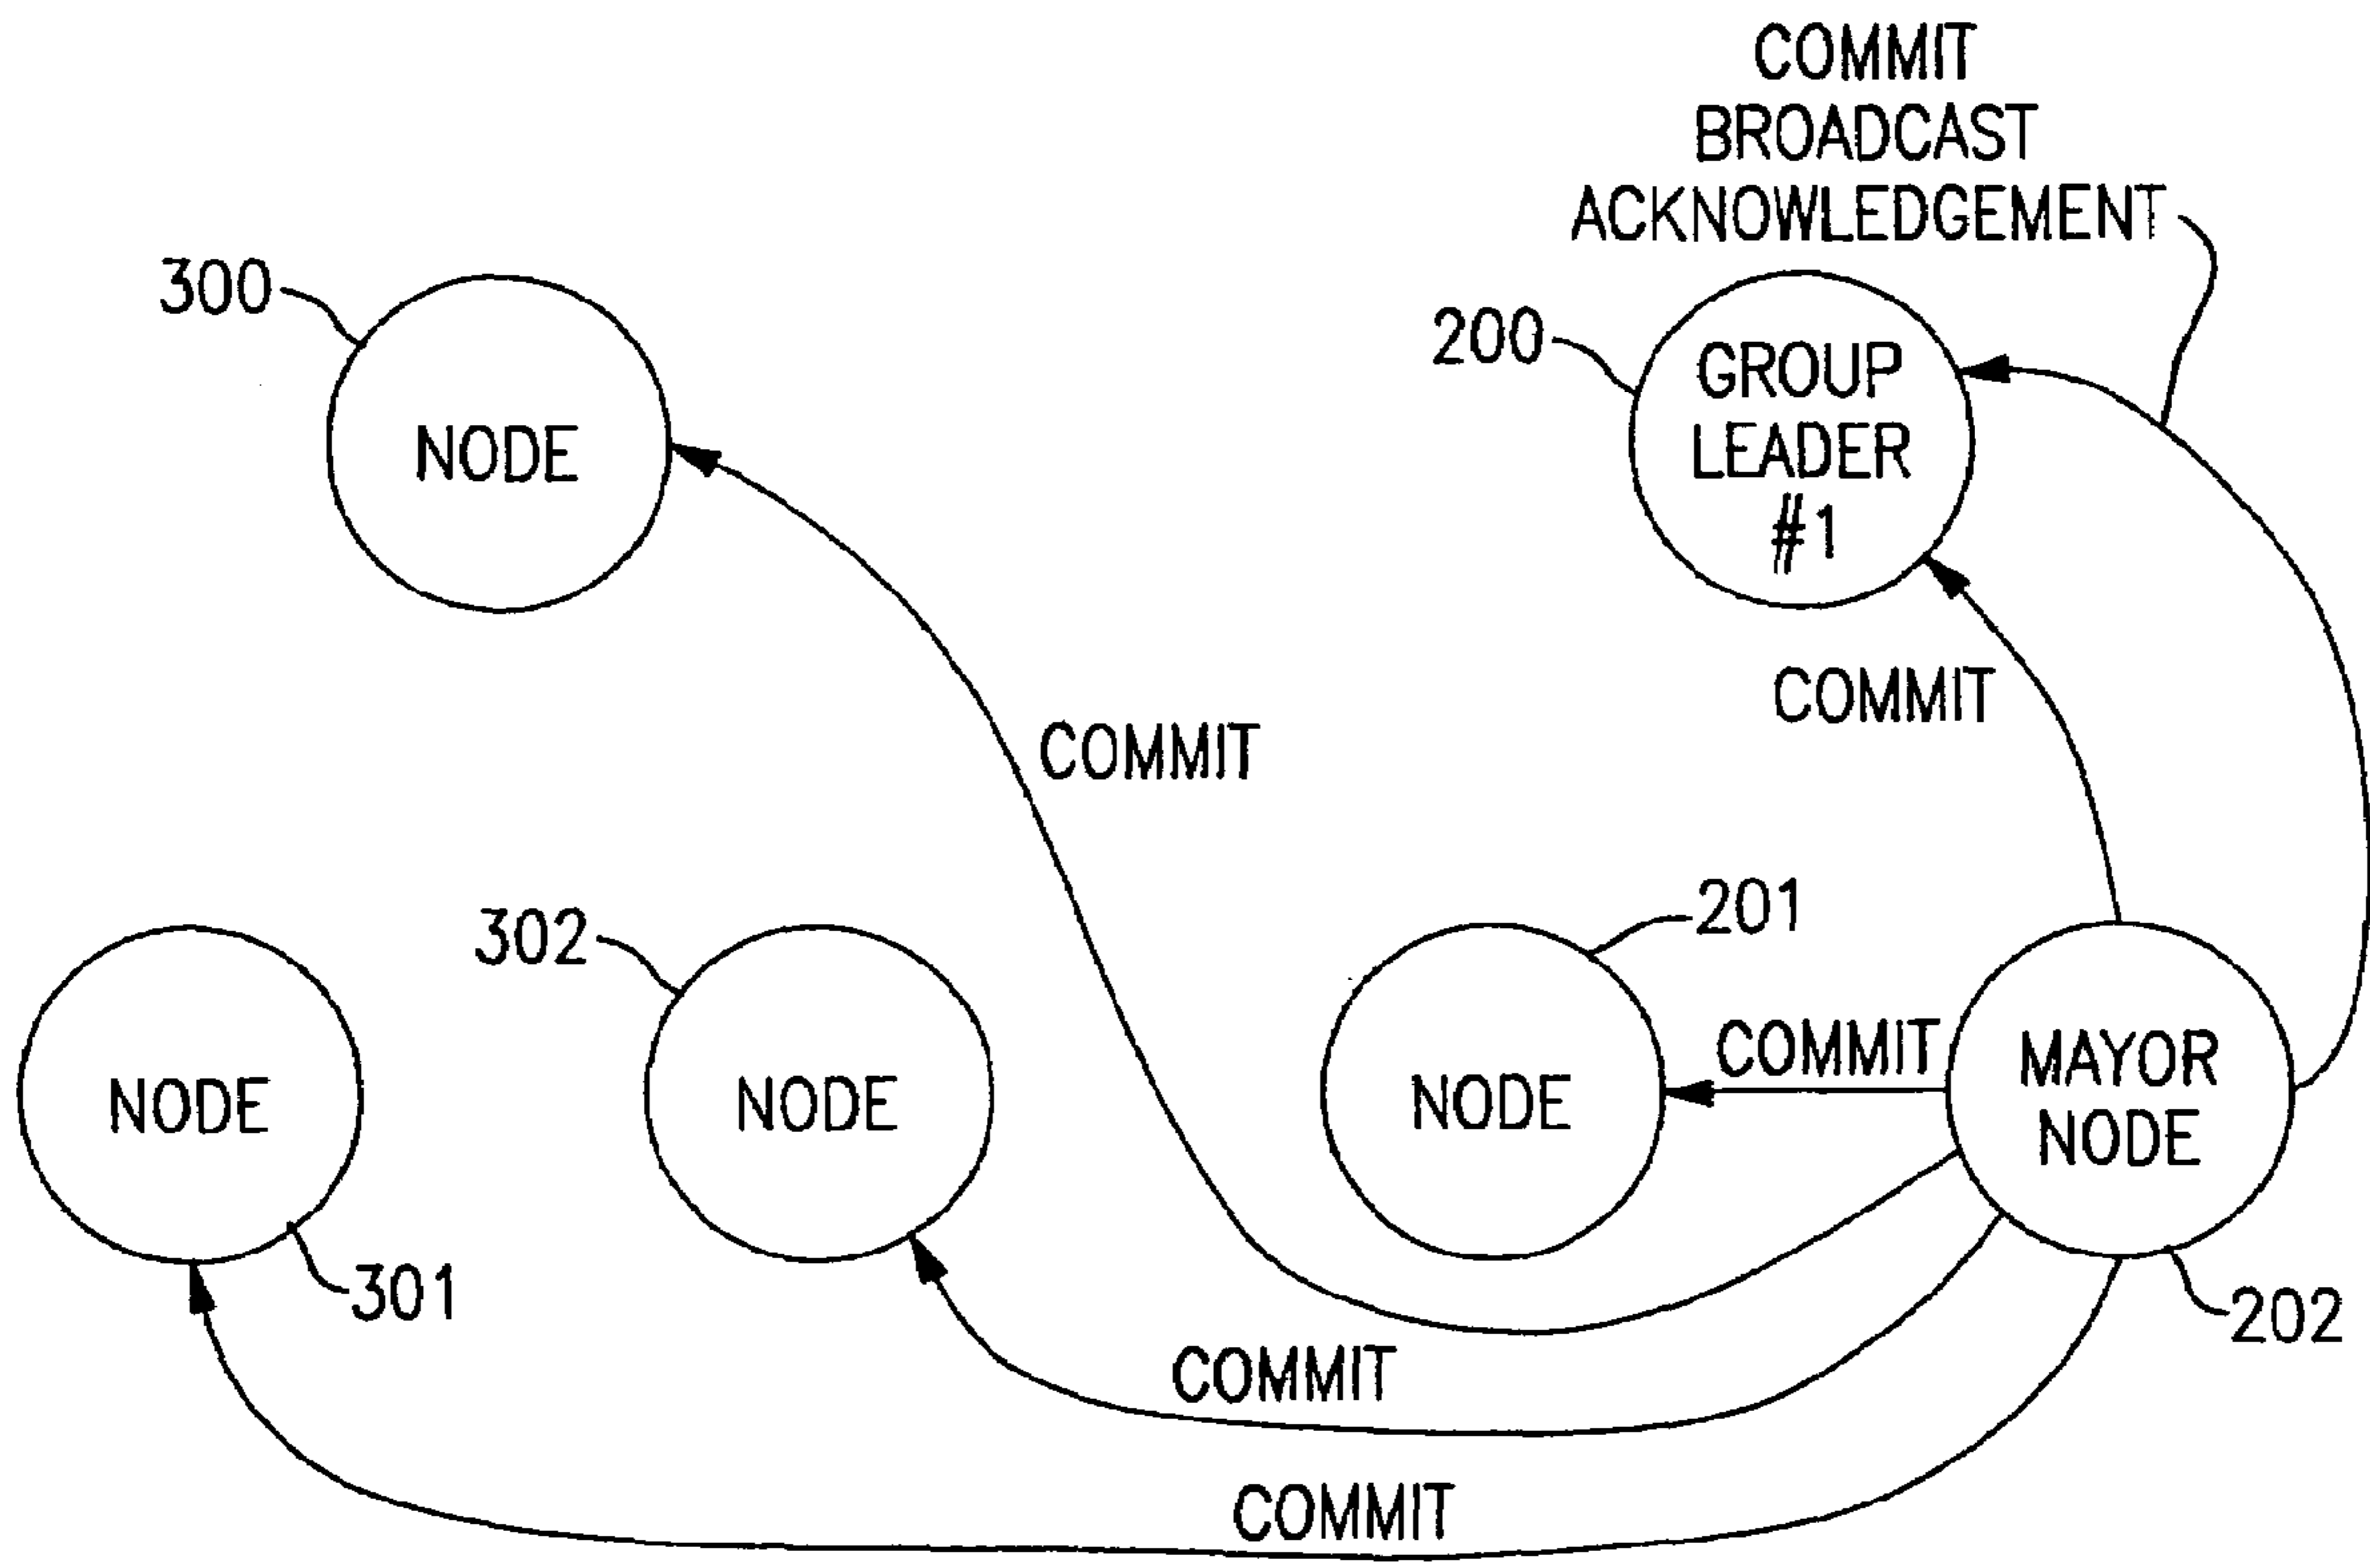 COMMIT
BROADCAST
ACKNOWLEDGEMENT
300
200
NODE
GROUP
LEADER
#1
COMMIT
COMMIT
302
201
NODE
NODE
NODE
COMMIT
MAYOR
NODE
301
202
COMMIT
COMMIT